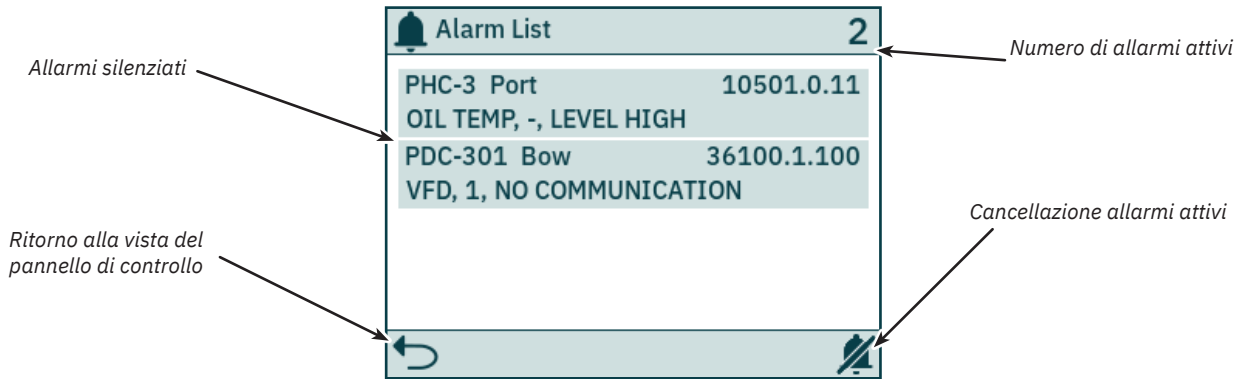 Alarm List 2
Numero di allarmi attivi
Allarmi silenziati
PHC-3 Port 10501.0.11
OIL TEMP, -, LEVEL HIGH
PDC-301 Bow 36100.1.100
VFD, 1, NO COMMUNICATION
Cancellazione allarmi attivi
Ritorno alla vista del
pannello di controllo